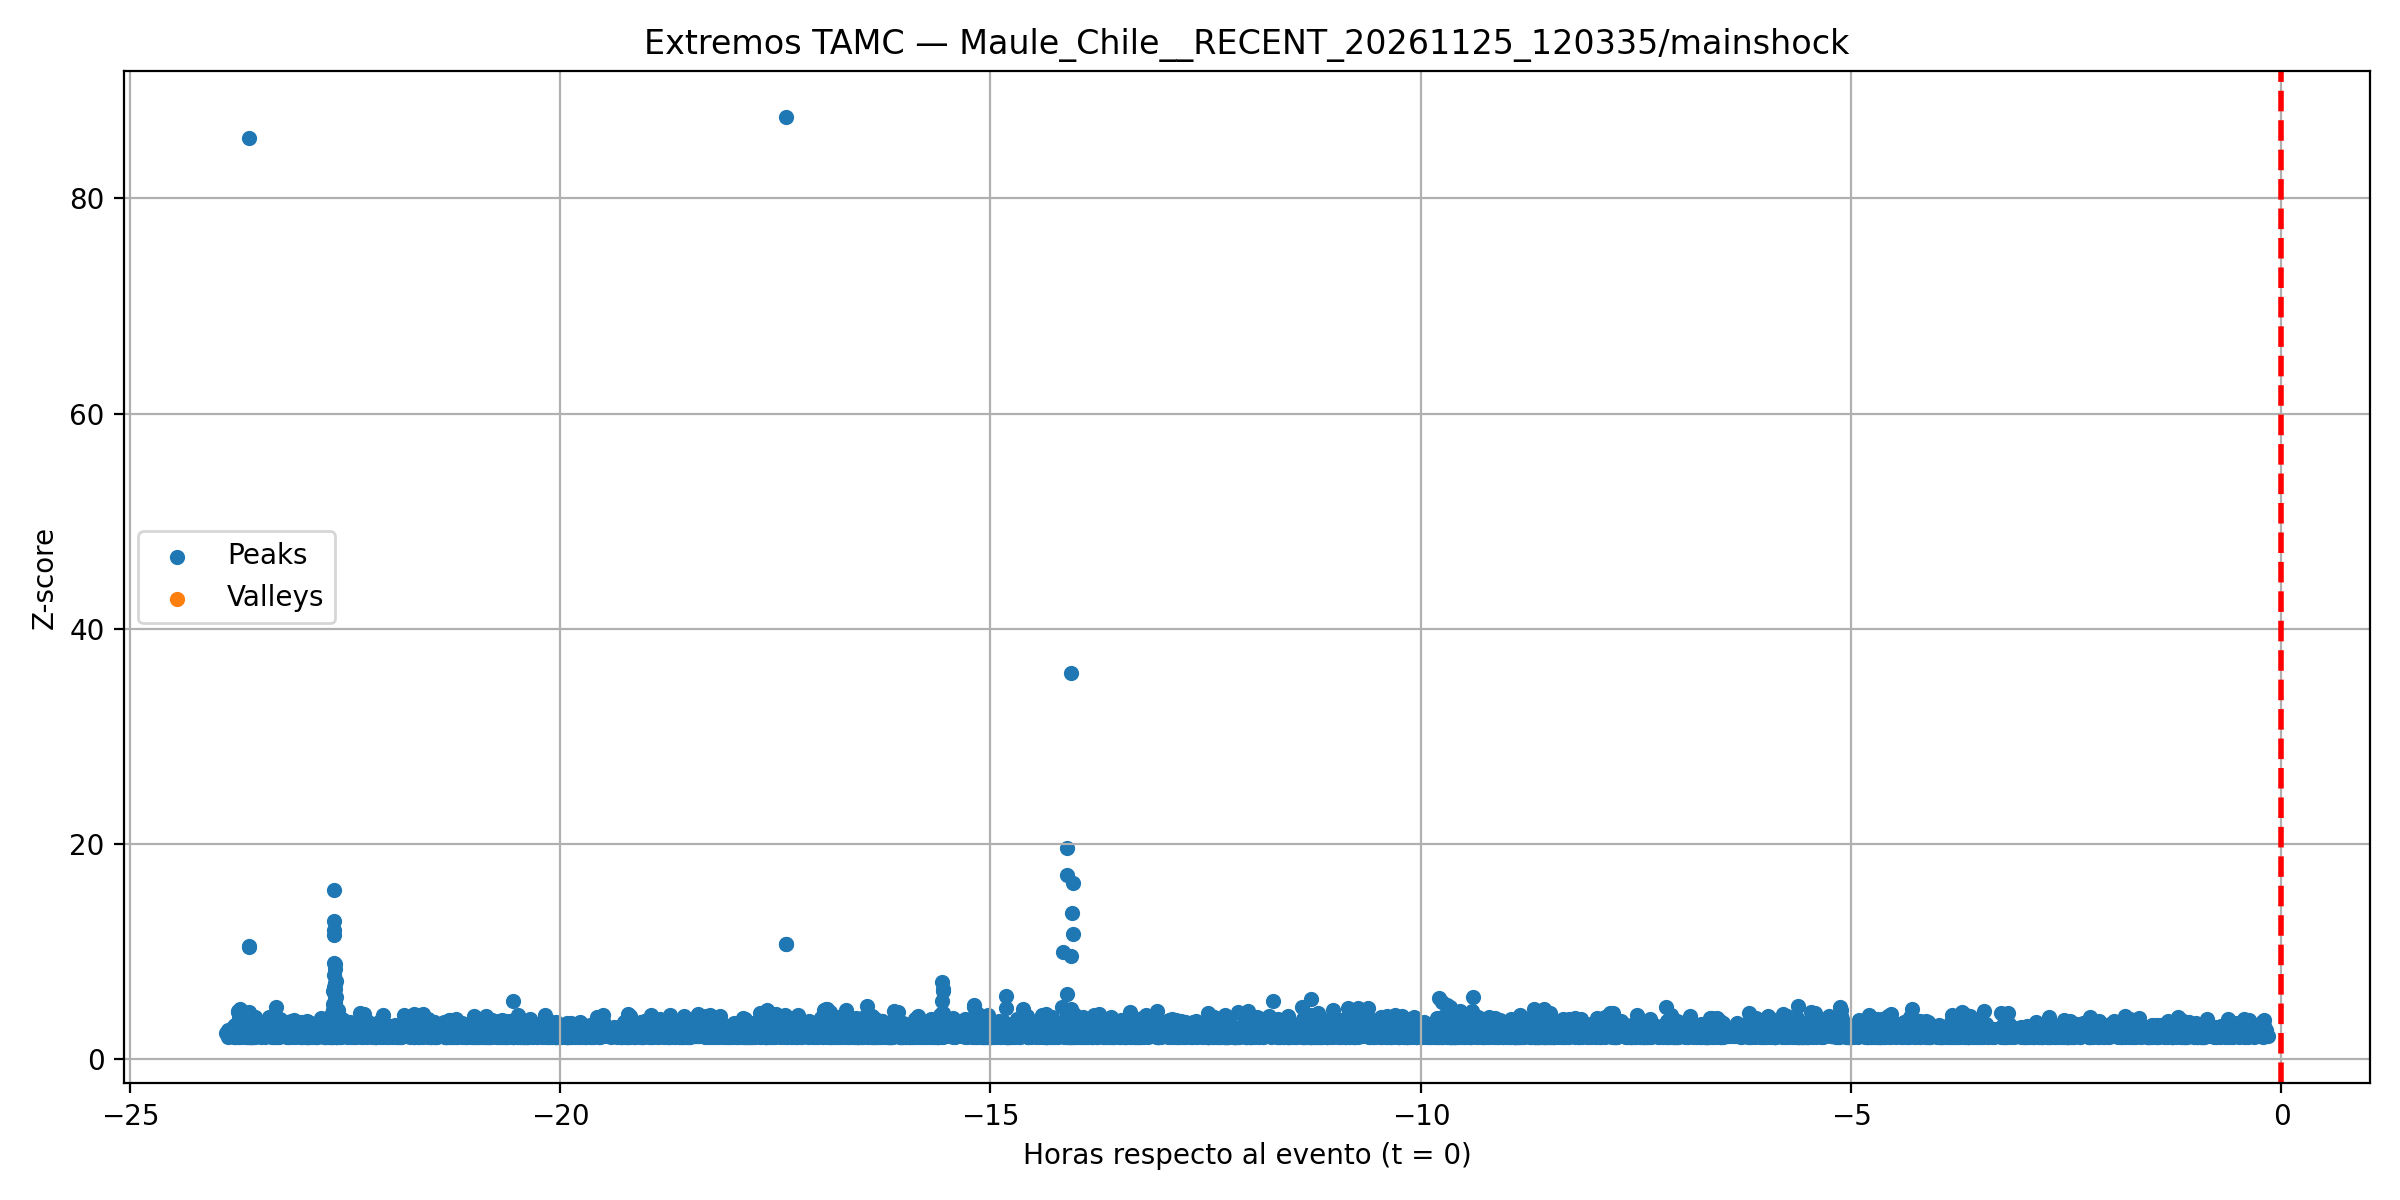 Extremos TAMC — Maule_Chile__RECENT_20261125_120335/mainshock
80
60
40
20
0
Z-score
Peaks
Valleys
−25
−20
−15
−10
−5
0
Horas respecto al evento (t = 0)